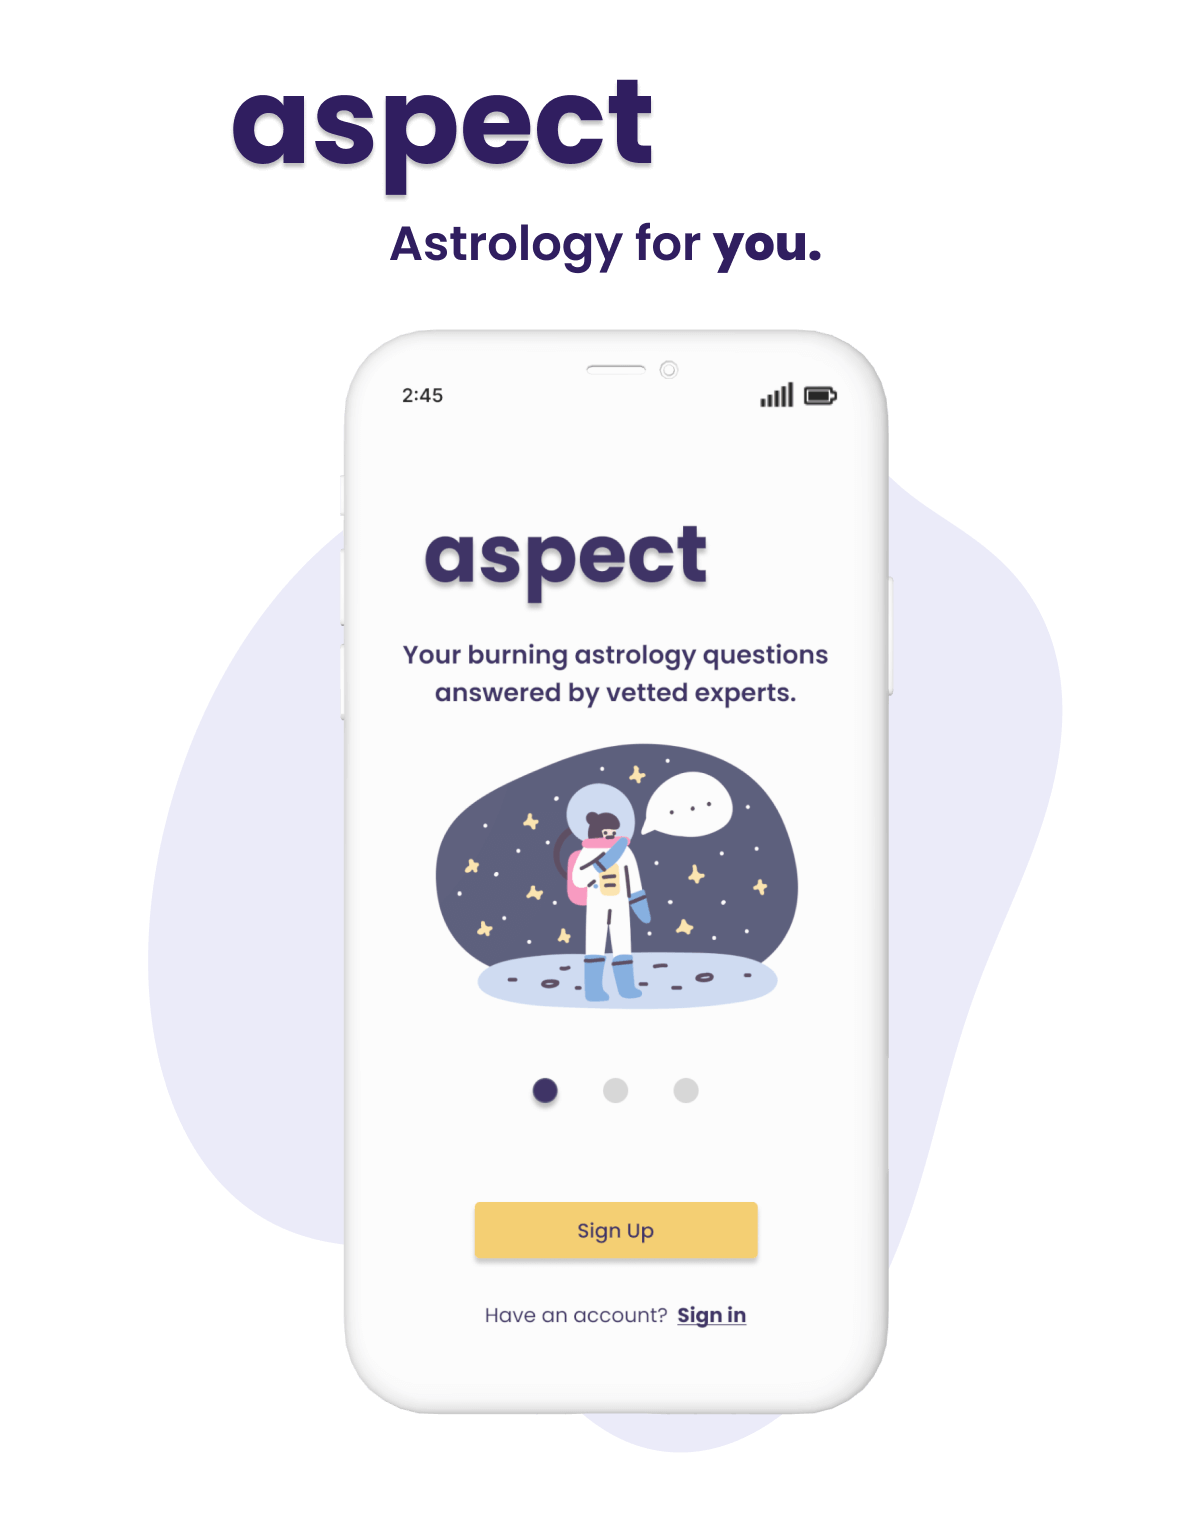 aspect
Astrology for you.
2:45
aspect
Your burning astrology questions
answered by vetted experts.
Sign Up
Have an account? Sign in